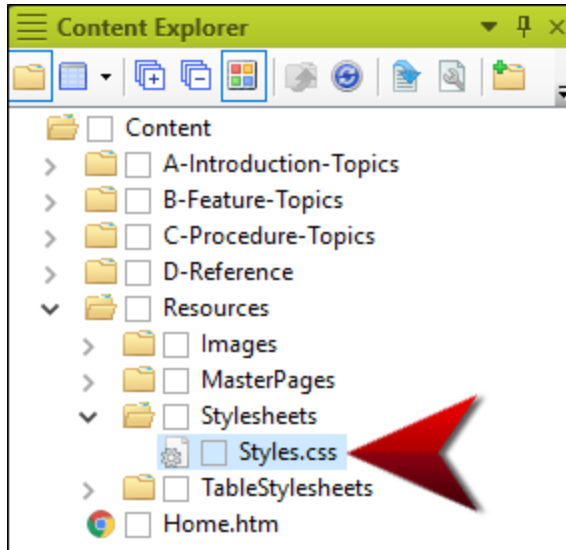 Content Explorer
Content
A-Introduction-Topics
B-Feature-Topics
C-Procedure-Topics
D-Reference
Resources
Images
MasterPages
Stylesheets
Styles.css
TableStylesheets
Home.htm